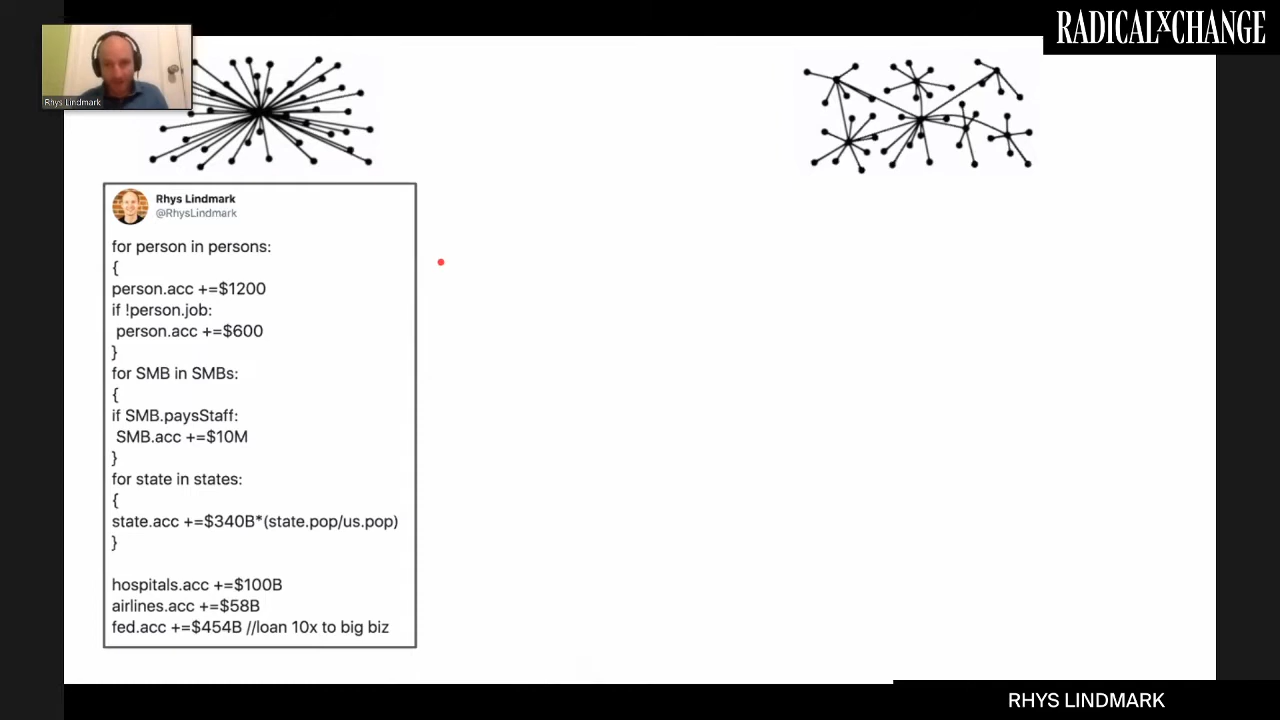 RADICALXCHANGE
Rhys Lindmark
Rhys Lindmark
@RhysLindmark
for person in persons:
{
person.acc +=$1200
if !person.job:
person.acc +=$600
}
for SMB in SMBs:
{
if SMB.paysStaff:
SMB.acc +=$10M
}
for state in states:
{
state.acc +=$340B*(state.pop/us.pop)
}
hospitals.acc +=$100B
airlines.acc +=$58B
fed.acc +=$454B //loan 10x to big biz
RHYS LINDMARK